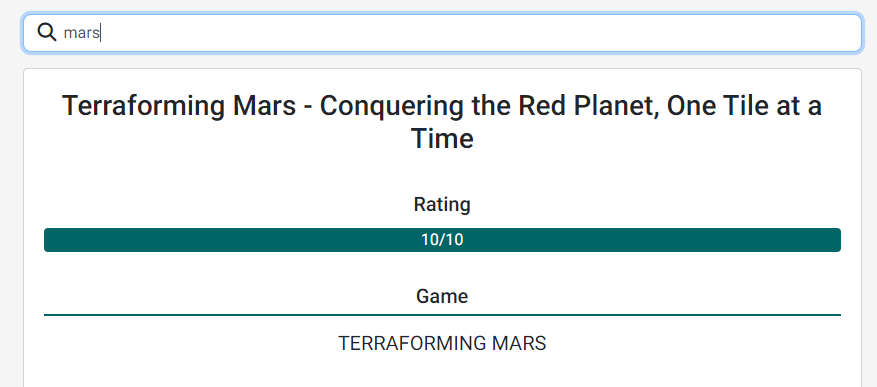 mars
Terraforming Mars - Conquering the Red Planet, One Tile at a
Time
Rating
10/10
Game
TERRAFORMING MARS